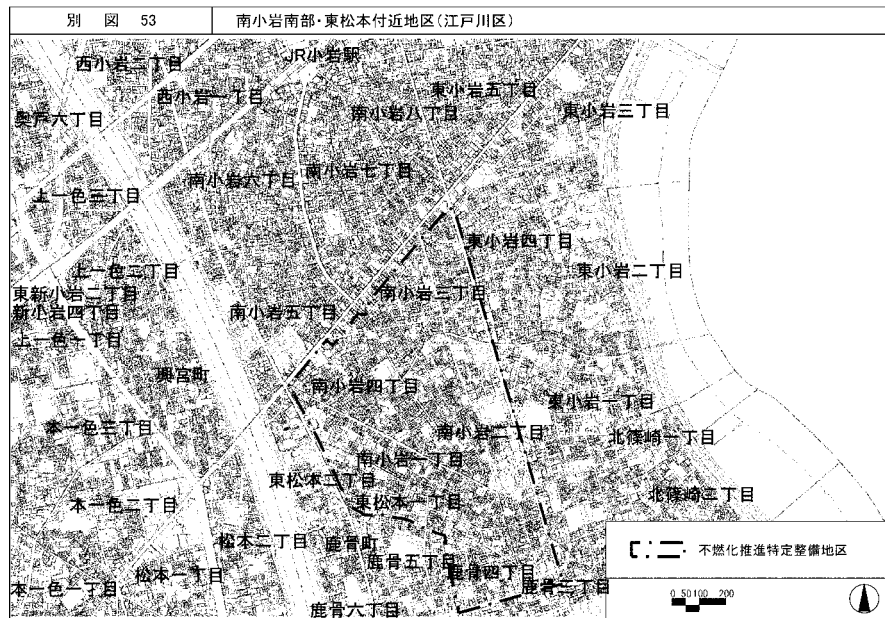 別 図 53
南小岩南部・東松本付近地区(江戸川区)
JR小岩駅
西小岩二丁目
東小岩五丁目
西小岩一丁目
南小岩八丁目
東小岩三丁目
奥戸六丁目
南小岩七丁目
南小岩六丁目
上一色三丁目
東小岩四丁目
上一色二丁目
東小岩二丁目
東新小岩二丁目
南小岩三丁目
新小岩四丁目
南小岩五丁目
上一色一丁目
興宮町
南小岩四丁目
東小岩一丁目
本一色三丁目
南小岩二丁目
北篠崎一丁目
南小岩一丁目
東松本二丁目
北篠崎二丁目
本一色二丁目
東松本一丁目
松本二丁目
鹿骨町
不燃化推進特定整備地区
鹿骨五丁目
鹿骨四丁目
松本一丁目
本一色一丁目
鹿骨三丁目
鹿骨六丁目
0 50100 200